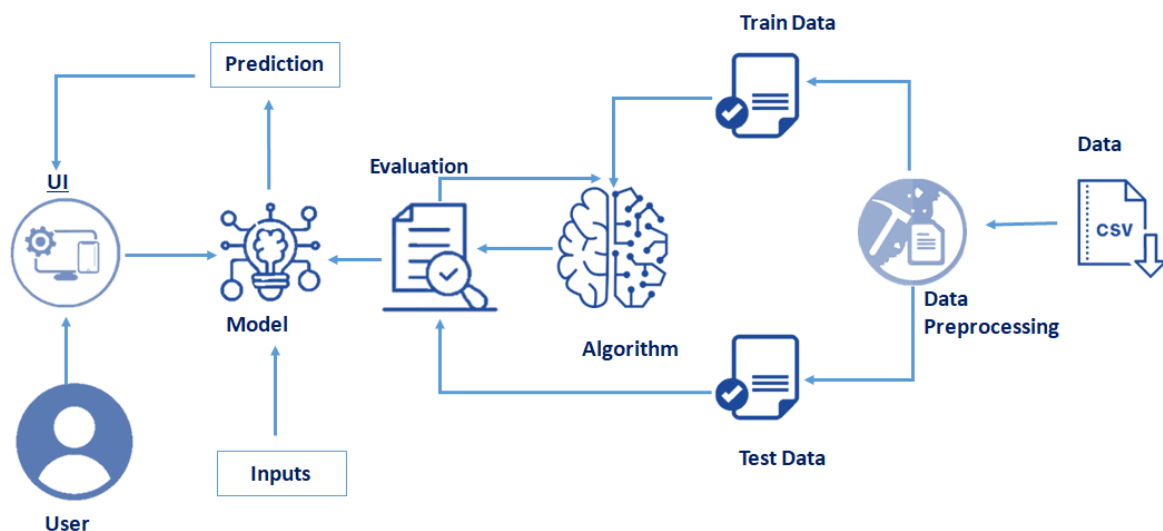 Train Data
Prediction
Evaluation
Data
UI
CSV
Model
Data
Preprocessing
Algorithm
Inputs
Test Data
User